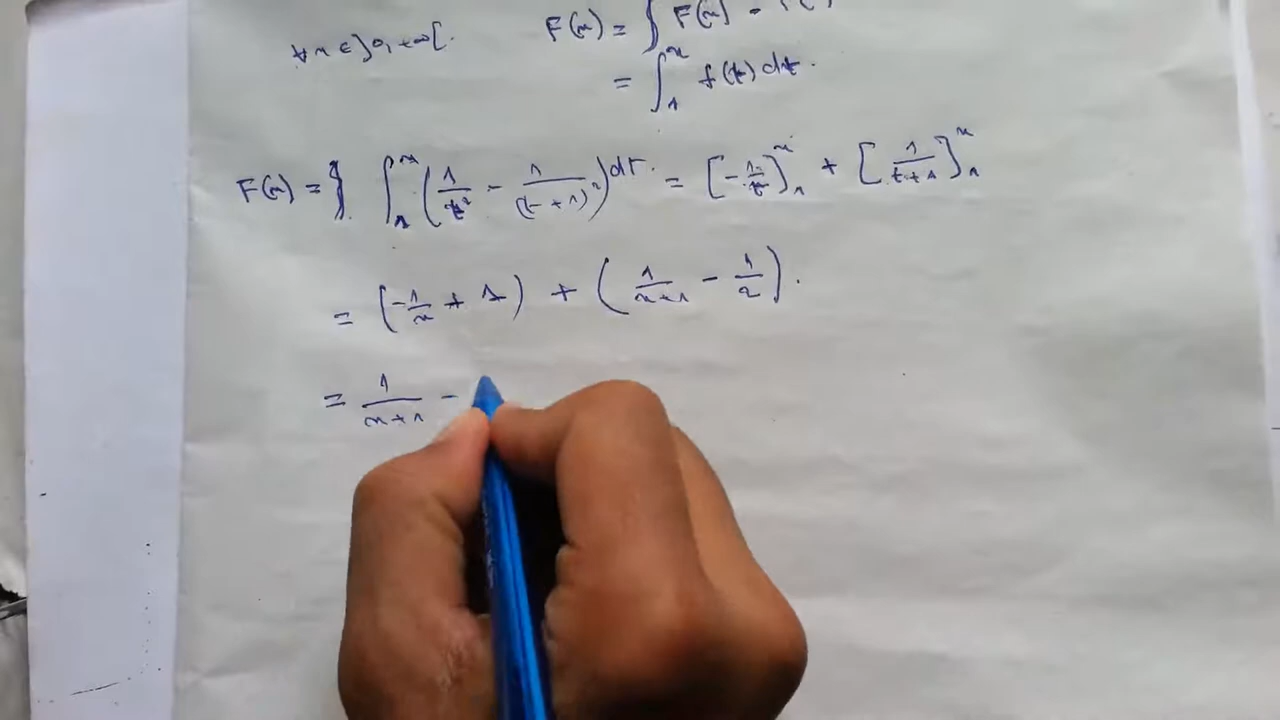 ∀x ∈ ]0, +∞[. F(x) = ∫ F(x) =
= ∫₁ˣ f(t) dt.
F(x) = ∫₁ˣ (1/t² − 1/(t+1)²) dt. = [−1/t]₁ˣ + [1/(t+1)]₁ˣ
= (−1/x + 1) + (1/(x+1) − 1/2).
= 1/(x+1) −